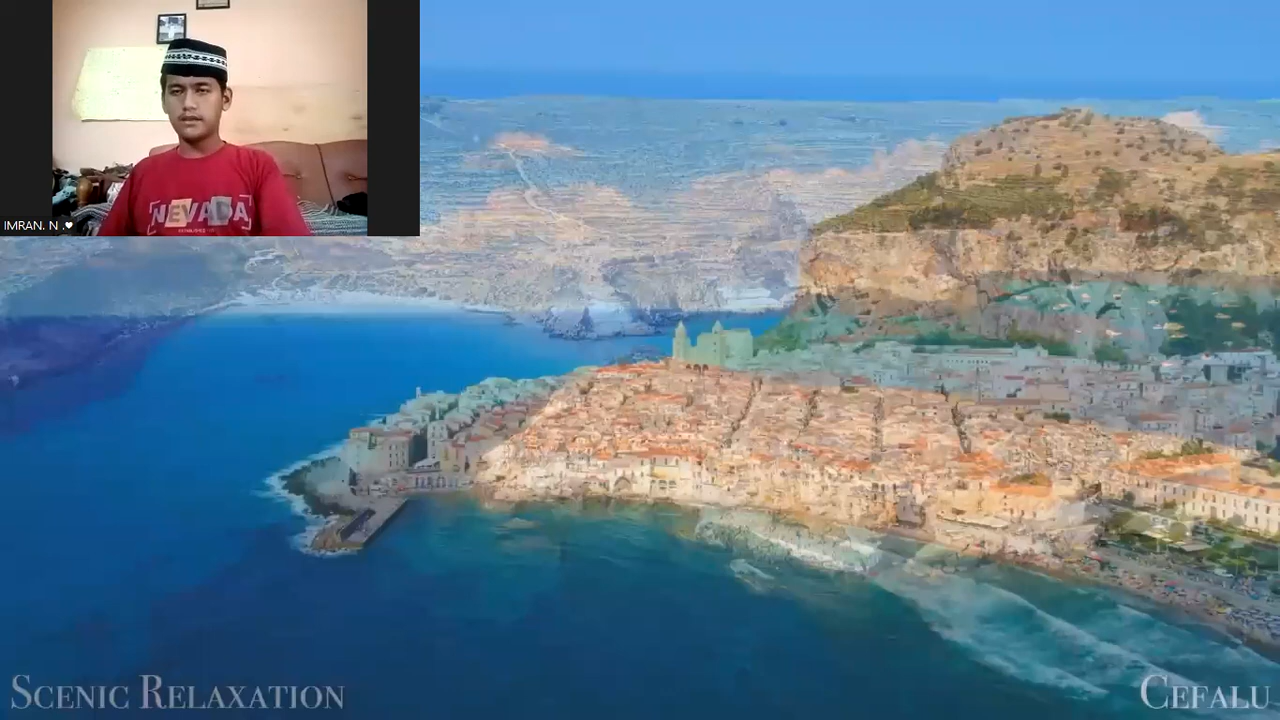 IMRAN. N .♥
NEVADA
SCENIC RELAXATION
CEFALU